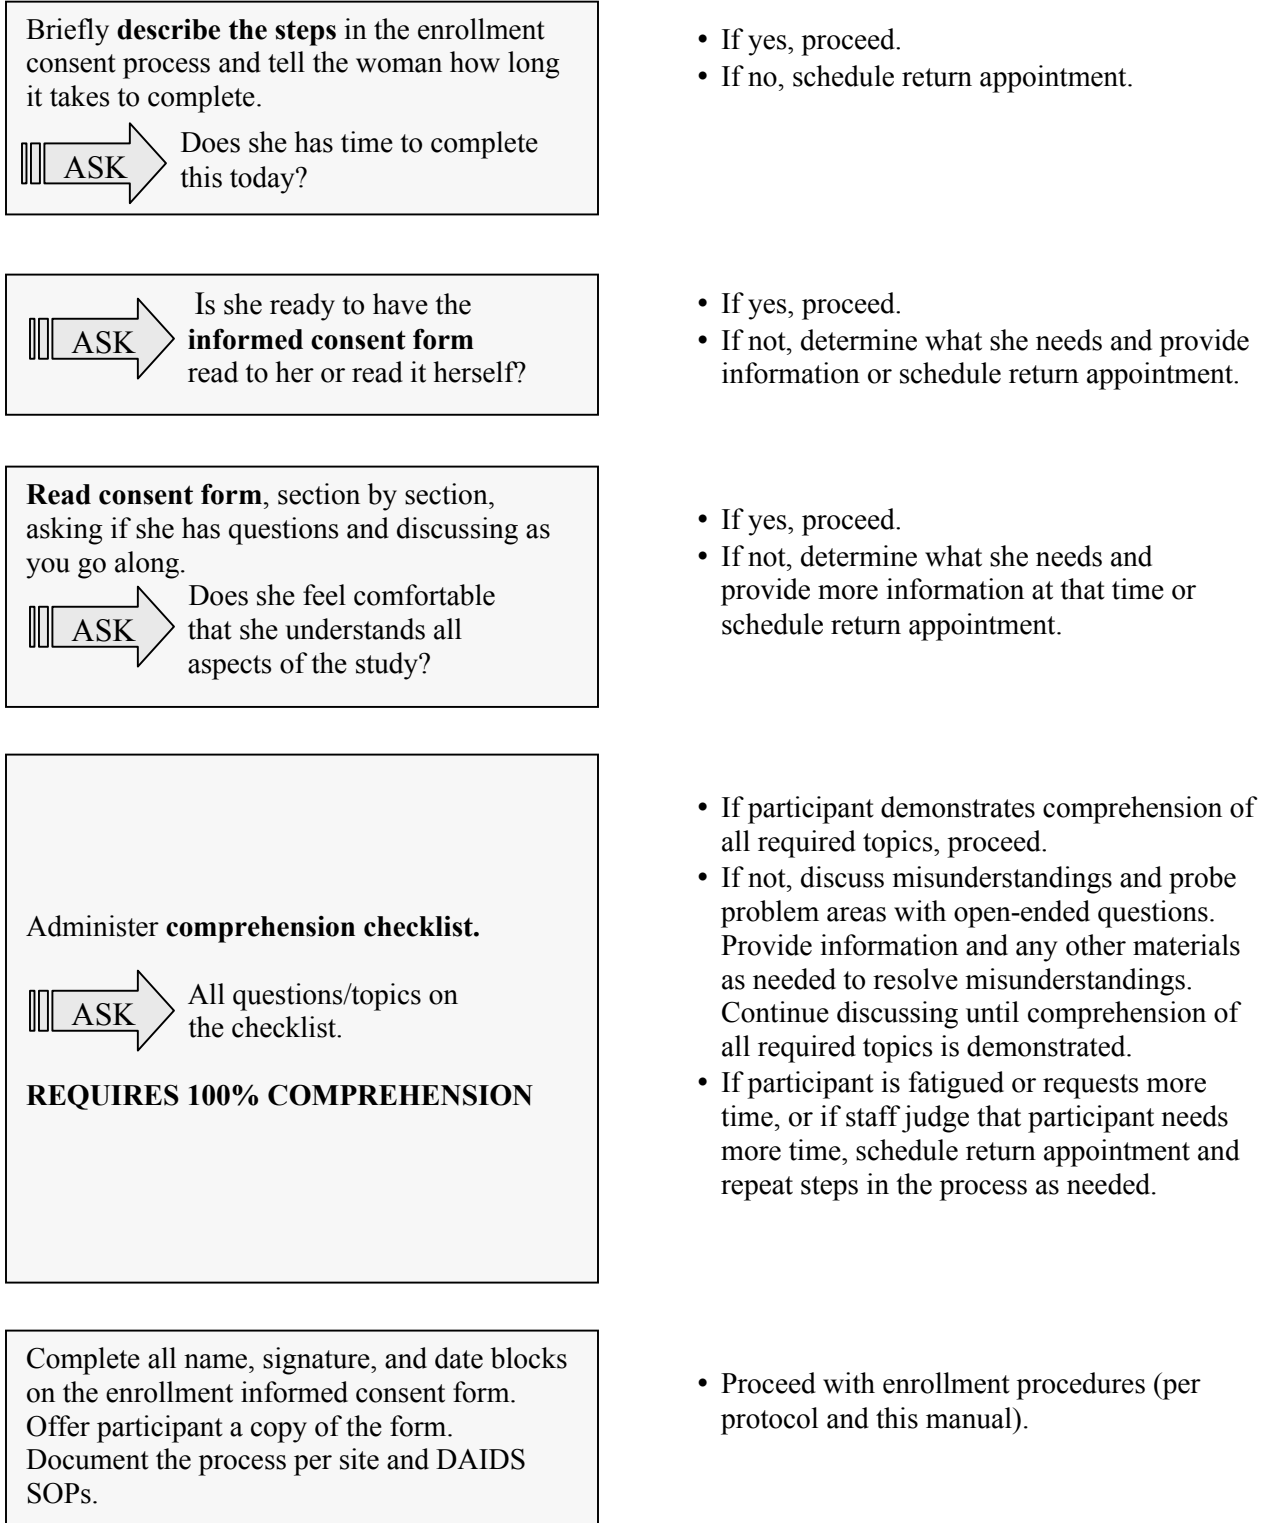 Briefly describe the steps in the enrollment
consent process and tell the woman how long
it takes to complete.
ASK
Does she has time to complete
this today?
• If yes, proceed.
• If no, schedule return appointment.
ASK
Is she ready to have the
informed consent form
read to her or read it herself?
• If yes, proceed.
• If not, determine what she needs and provide
information or schedule return appointment.
Read consent form, section by section,
asking if she has questions and discussing as
you go along.
ASK
Does she feel comfortable
that she understands all
aspects of the study?
• If yes, proceed.
• If not, determine what she needs and
provide more information at that time or
schedule return appointment.
Administer comprehension checklist.
ASK
All questions/topics on
the checklist.
REQUIRES 100% COMPREHENSION
• If participant demonstrates comprehension of
all required topics, proceed.
• If not, discuss misunderstandings and probe
problem areas with open-ended questions.
Provide information and any other materials
as needed to resolve misunderstandings.
Continue discussing until comprehension of
all required topics is demonstrated.
• If participant is fatigued or requests more
time, or if staff judge that participant needs
more time, schedule return appointment and
repeat steps in the process as needed.
Complete all name, signature, and date blocks
on the enrollment informed consent form.
Offer participant a copy of the form.
Document the process per site and DAIDS
SOPs.
• Proceed with enrollment procedures (per
protocol and this manual).